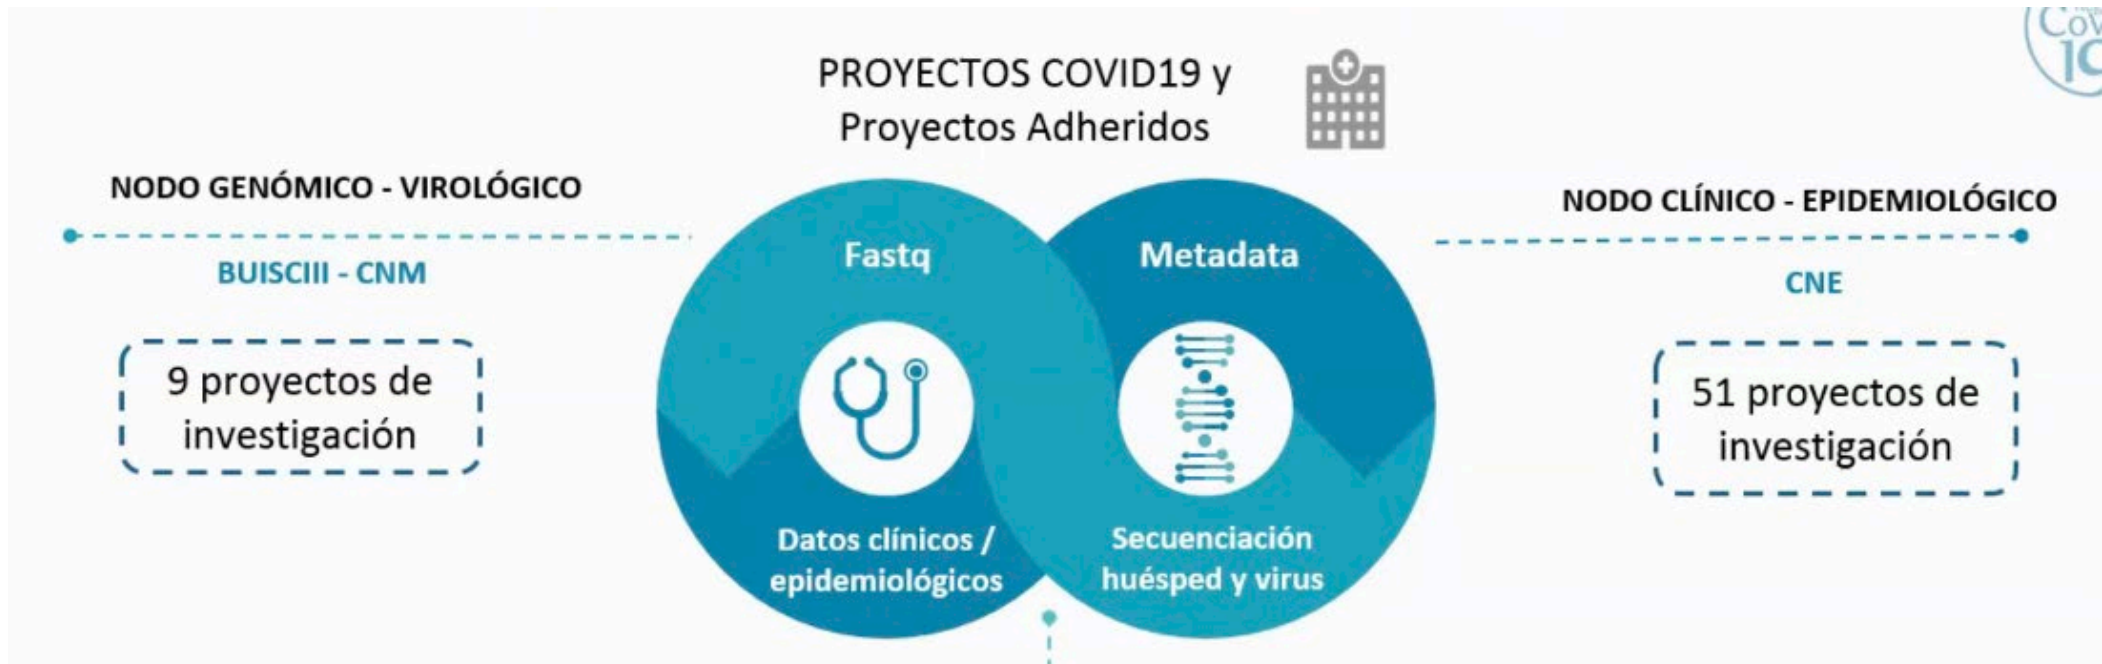 PROYECTOS COVID19 y
Proyectos Adheridos
NODO GENÓMICO - VIROLÓGICO
BUISCIII - CNM
9 proyectos de
investigación
Fastq
Metadata
Datos clínicos /
epidemiológicos
Secuenciación
huésped y virus
NODO CLÍNICO - EPIDEMIOLÓGICO
CNE
51 proyectos de
investigación